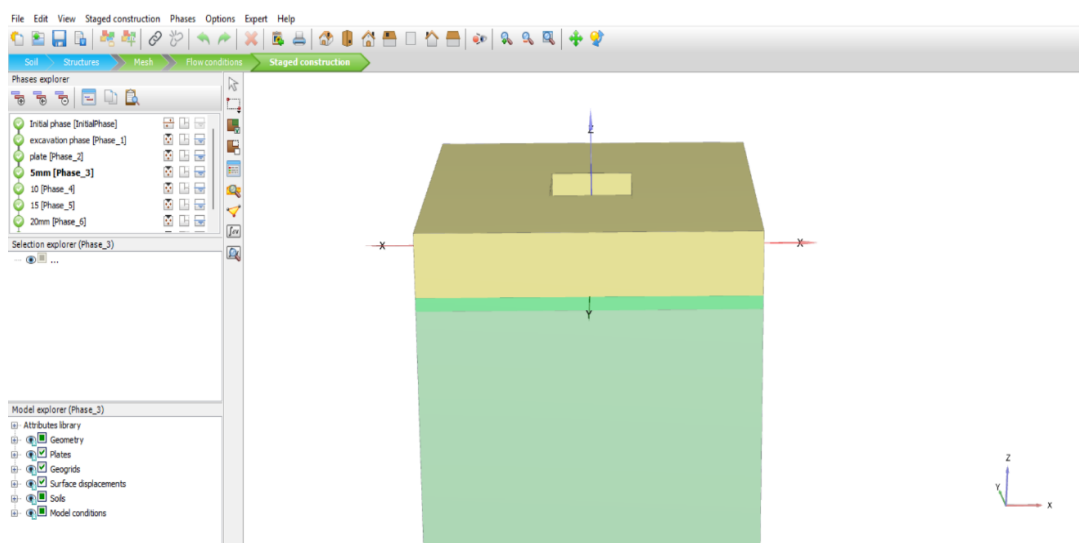 File Edit View Staged construction Phases Options Expert Help
Soil Structures Mesh Flow conditions Staged construction
Phases explorer
Initial phase [InitialPhase]
excavation phase [Phase_1]
plate [Phase_2]
5mm [Phase_3]
10 [Phase_4]
15 [Phase_5]
20mm [Phase_6]
Selection explorer (Phase_3)
...
Model explorer (Phase_3)
Attributes library
Geometry
Plates
Geogrids
Surface displacements
Soils
Model conditions
Z
X
X
Y
Z
Y
X